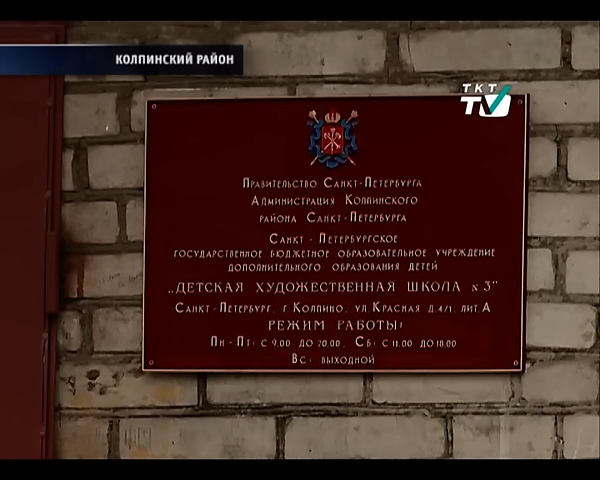 КОЛПИНСКИЙ РАЙОН
ТКТ
TV
ПРАВИТЕЛЬСТВО САНКТ-ПЕТЕРБУРГА
АДМИНИСТРАЦИЯ КОЛПИНСКОГО
РАЙОНА САНКТ-ПЕТЕРБУРГА
САНКТ - ПЕТЕРБУРГСКОЕ
ГОСУДАРСТВЕННОЕ БЮДЖЕТНОЕ ОБРАЗОВАТЕЛЬНОЕ УЧРЕЖДЕНИЕ
ДОПОЛНИТЕЛЬНОГО ОБРАЗОВАНИЯ ДЕТЕЙ
„ДЕТСКАЯ ХУДОЖЕСТВЕННАЯ ШКОЛА №3"
САНКТ-ПЕТЕРБУРГ, Г. КОЛПИНО, УЛ. КРАСНАЯ Д.4/1, ЛИТ. А
РЕЖИМ РАБОТЫ:
ПН-ПТ: С 9.00 ДО 20.00, СБ: С 11.00 ДО 18.00
ВС: ВЫХОДНОЙ